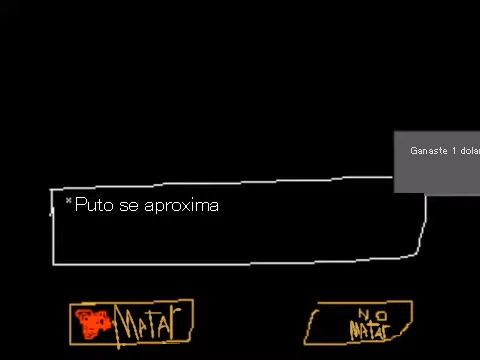 Ganaste 1 dolar
*Puto se aproxima
MATAR
NO
MATAR